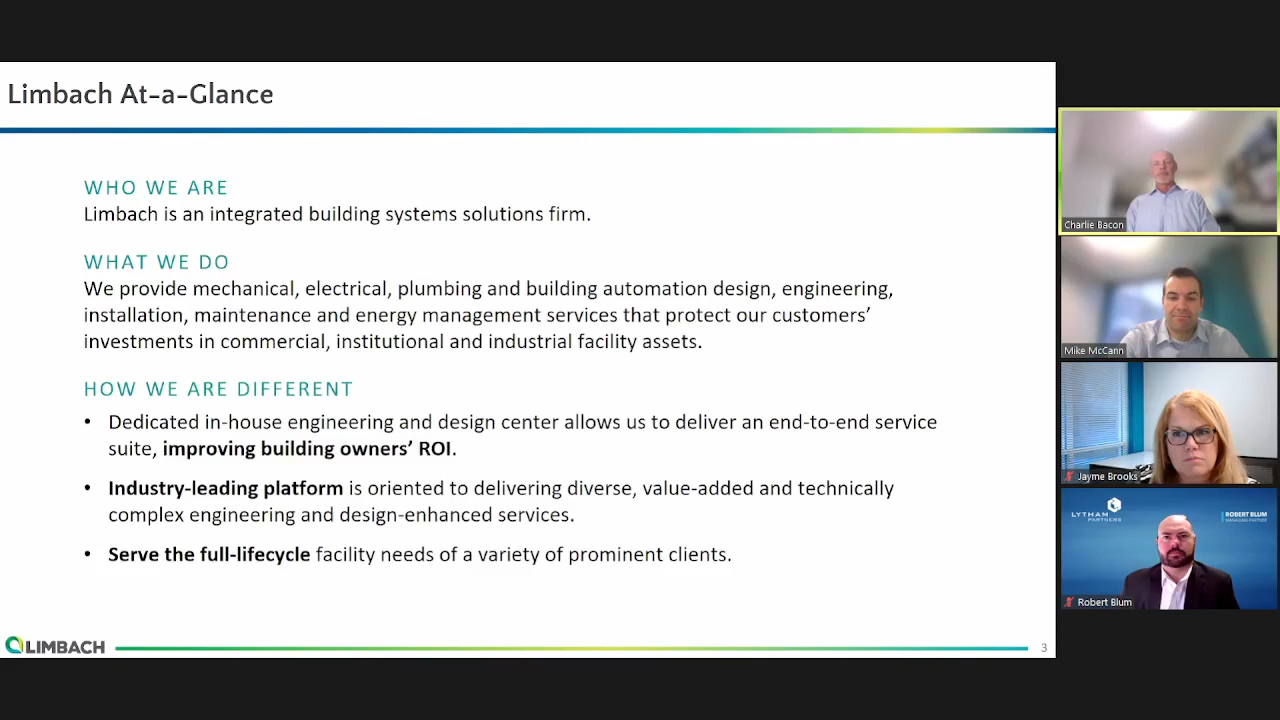 Limbach At-a-Glance
WHO WE ARE
Limbach is an integrated building systems solutions firm.
WHAT WE DO
We provide mechanical, electrical, plumbing and building automation design, engineering,
installation, maintenance and energy management services that protect our customers’
investments in commercial, institutional and industrial facility assets.
HOW WE ARE DIFFERENT
• Dedicated in-house engineering and design center allows us to deliver an end-to-end service
suite, improving building owners’ ROI.
• Industry-leading platform is oriented to delivering diverse, value-added and technically
complex engineering and design-enhanced services.
• Serve the full-lifecycle facility needs of a variety of prominent clients.
LIMBACH
3
Charlie Bacon
Mike McCann
Jayme Brooks
LYTHAM
PARTNERS
ROBERT BLUM
MANAGING PARTNER
Robert Blum